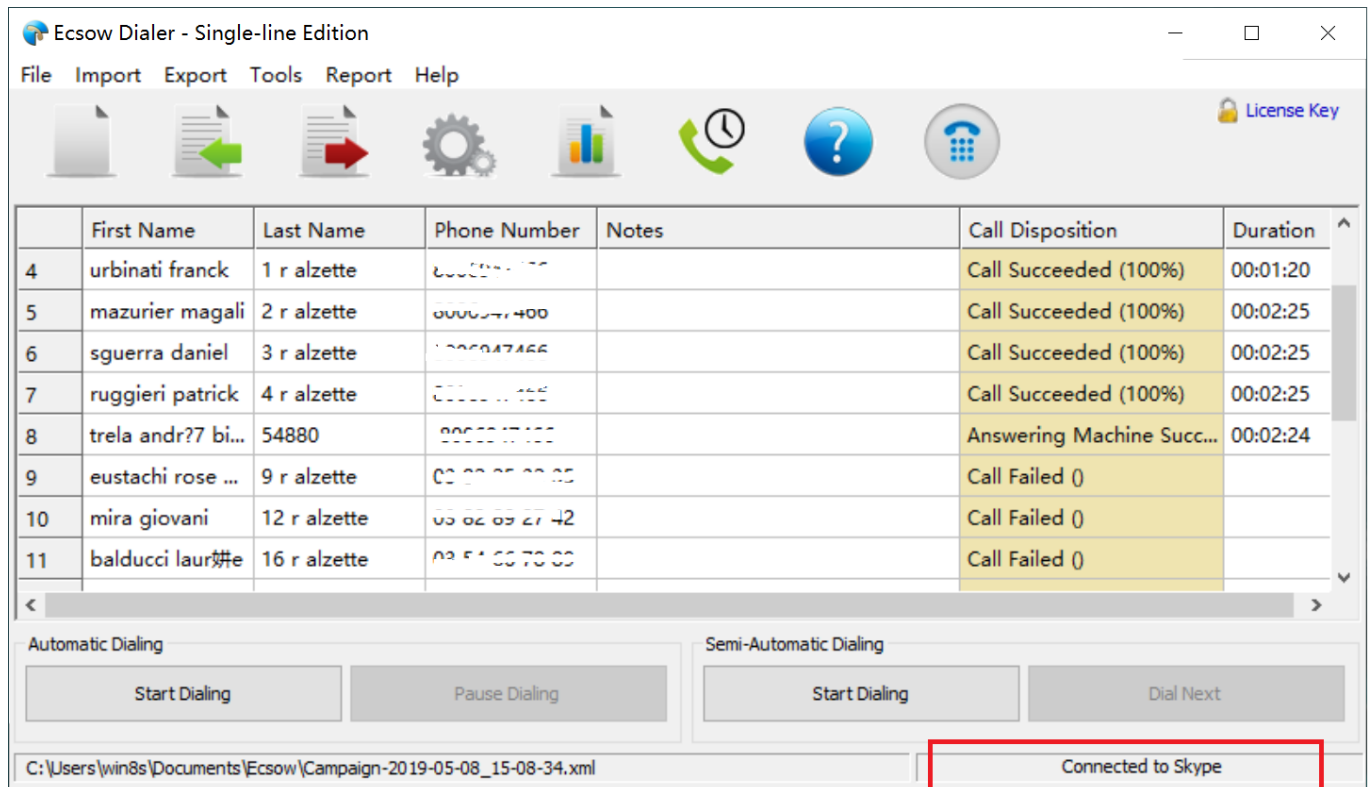 Ecsow Dialer - Single-line Edition
File Import Export Tools Report Help
License Key
First Name Last Name Phone Number Notes Call Disposition Duration
4 urbinati franck 1 r alzette Call Succeeded (100%) 00:01:20
5 mazurier magali 2 r alzette Call Succeeded (100%) 00:02:25
6 sguerra daniel 3 r alzette Call Succeeded (100%) 00:02:25
7 ruggieri patrick 4 r alzette Call Succeeded (100%) 00:02:25
8 trela andr?7 bi... 54880 Answering Machine Succ... 00:02:24
9 eustachi rose ... 9 r alzette Call Failed ()
10 mira giovani 12 r alzette Call Failed ()
11 balducci laur姘e 16 r alzette Call Failed ()
Automatic Dialing Semi-Automatic Dialing
Start Dialing Pause Dialing Start Dialing Dial Next
C:\Users\win8s\Documents\Ecsow\Campaign-2019-05-08_15-08-34.xml Connected to Skype